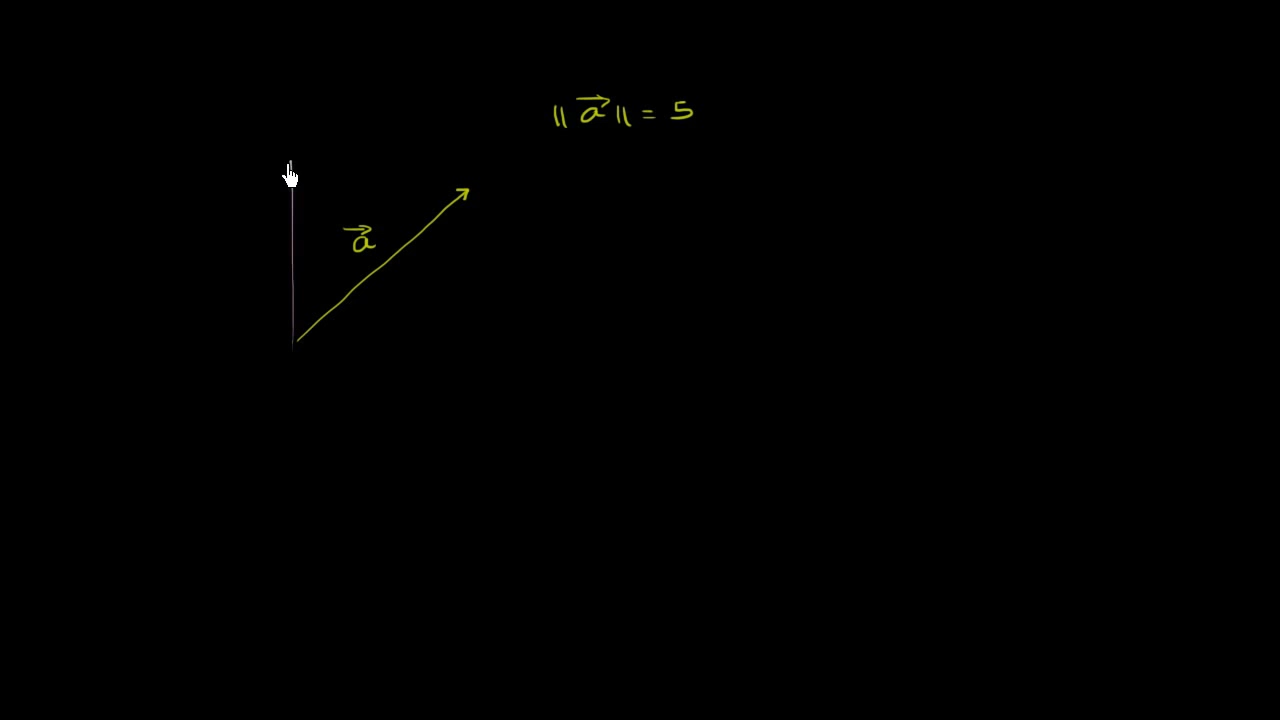 ‖a⃗‖ = 5
a⃗